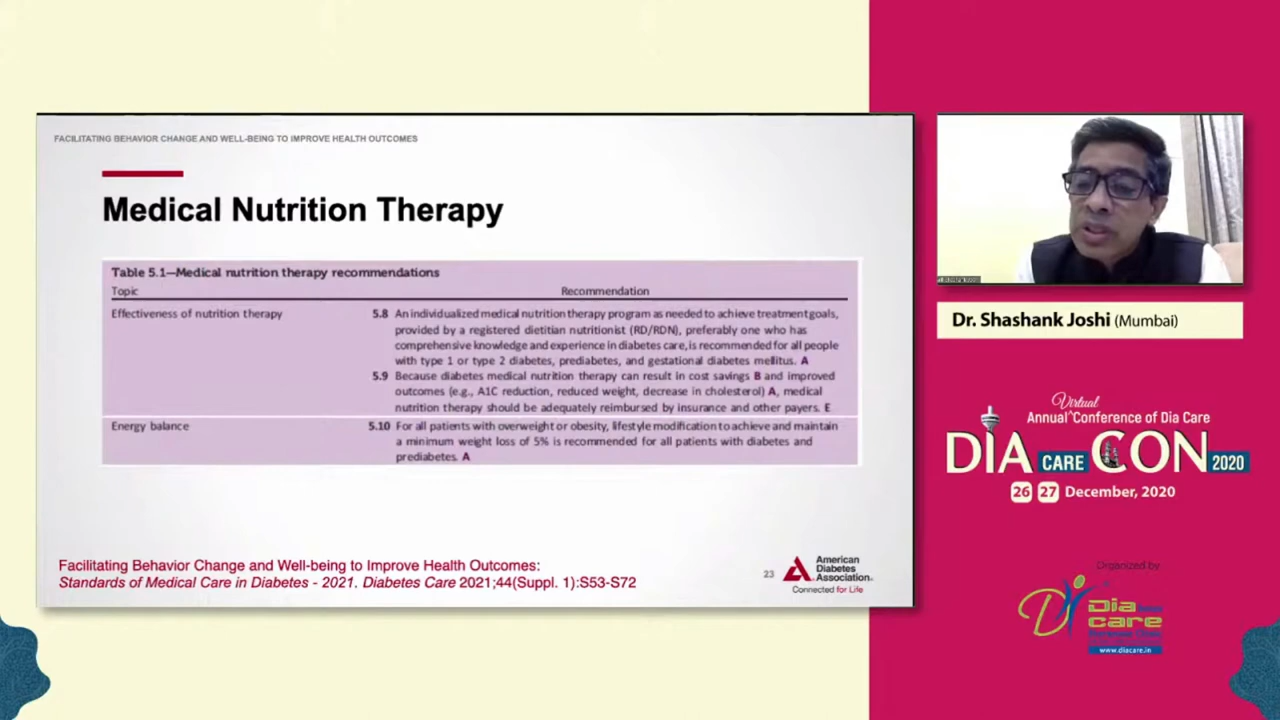 FACILITATING BEHAVIOR CHANGE AND WELL-BEING TO IMPROVE HEALTH OUTCOMES
Medical Nutrition Therapy
Table 5.1—Medical nutrition therapy recommendations
Topic Recommendation
Effectiveness of nutrition therapy 5.8 An individualized medical nutrition therapy program as needed to achieve treatment goals,
provided by a registered dietitian nutritionist (RD/RDN), preferably one who has
comprehensive knowledge and experience in diabetes care, is recommended for all people
with type 1 or type 2 diabetes, prediabetes, and gestational diabetes mellitus. A
5.9 Because diabetes medical nutrition therapy can result in cost savings B and improved
outcomes (e.g., A1C reduction, reduced weight, decrease in cholesterol) A, medical
nutrition therapy should be adequately reimbursed by insurance and other payers. E
Energy balance 5.10 For all patients with overweight or obesity, lifestyle modification to achieve and maintain
a minimum weight loss of 5% is recommended for all patients with diabetes and
prediabetes. A
Facilitating Behavior Change and Well-being to Improve Health Outcomes:
Standards of Medical Care in Diabetes - 2021. Diabetes Care 2021;44(Suppl. 1):S53-S72
23
American
Diabetes
Association.
Connected for Life
Dr. Shashank Joshi (Mumbai)
Virtual
Annual ^ Conference of Dia Care
DIA CARE CON 2020
26 27 December, 2020
Organized by
Dia
care
www.diacare.in